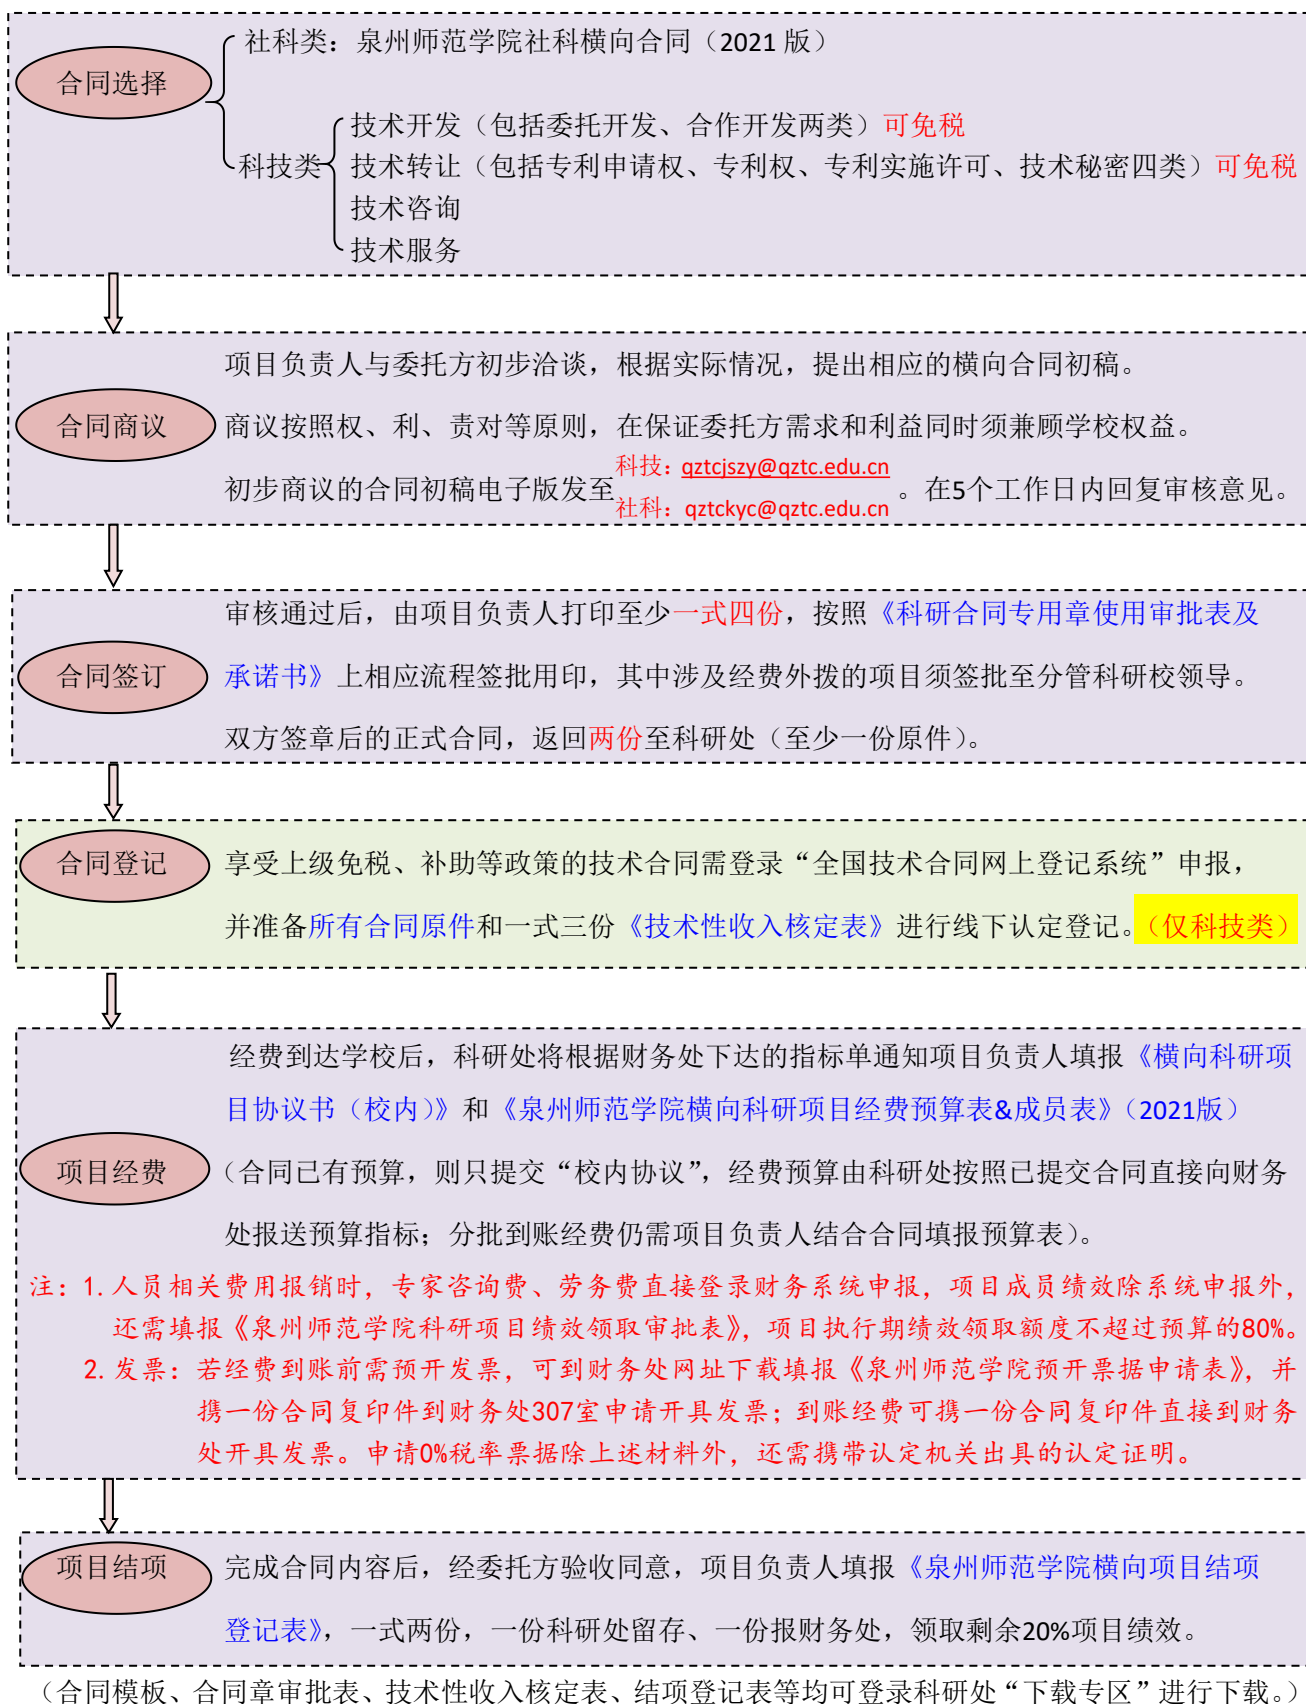 社科类：泉州师范学院社科横向合同（2021 版）
合同选择
技术开发（包括委托开发、合作开发两类）可免税
科技类 技术转让（包括专利申请权、专利权、专利实施许可、技术秘密四类）可免税
技术咨询
技术服务
项目负责人与委托方初步洽谈，根据实际情况，提出相应的横向合同初稿。
合同商议 商议按照权、利、责对等原则，在保证委托方需求和利益同时须兼顾学校权益。
科技：qztcjszy@qztc.edu.cn
初步商议的合同初稿电子版发至 。在5个工作日内回复审核意见。
社科：qztckyc@qztc.edu.cn
审核通过后，由项目负责人打印至少一式四份，按照《科研合同专用章使用审批表及
合同签订 承诺书》上相应流程签批用印，其中涉及经费外拨的项目须签批至分管科研校领导。
双方签章后的正式合同，返回两份至科研处（至少一份原件）。
合同登记 享受上级免税、补助等政策的技术合同需登录“全国技术合同网上登记系统”申报，
并准备所有合同原件和一式三份《技术性收入核定表》进行线下认定登记。（仅科技类）
经费到达学校后，科研处将根据财务处下达的指标单通知项目负责人填报《横向科研项
目协议书（校内）》和《泉州师范学院横向科研项目经费预算表&成员表》（2021版）
项目经费 （合同已有预算，则只提交“校内协议”，经费预算由科研处按照已提交合同直接向财务
处报送预算指标；分批到账经费仍需项目负责人结合合同填报预算表）。
注：1.人员相关费用报销时，专家咨询费、劳务费直接登录财务系统申报，项目成员绩效除系统申报外，
还需填报《泉州师范学院科研项目绩效领取审批表》，项目执行期绩效领取额度不超过预算的80%。
2.发票：若经费到账前需预开发票，可到财务处网址下载填报《泉州师范学院预开票据申请表》，并
携一份合同复印件到财务处307室申请开具发票；到账经费可携一份合同复印件直接到财务
处开具发票。申请0%税率票据除上述材料外，还需携带认定机关出具的认定证明。
项目结项 完成合同内容后，经委托方验收同意，项目负责人填报《泉州师范学院横向项目结项
登记表》，一式两份，一份科研处留存、一份报财务处，领取剩余20%项目绩效。
（合同模板、合同章审批表、技术性收入核定表、结项登记表等均可登录科研处“下载专区”进行下载。）